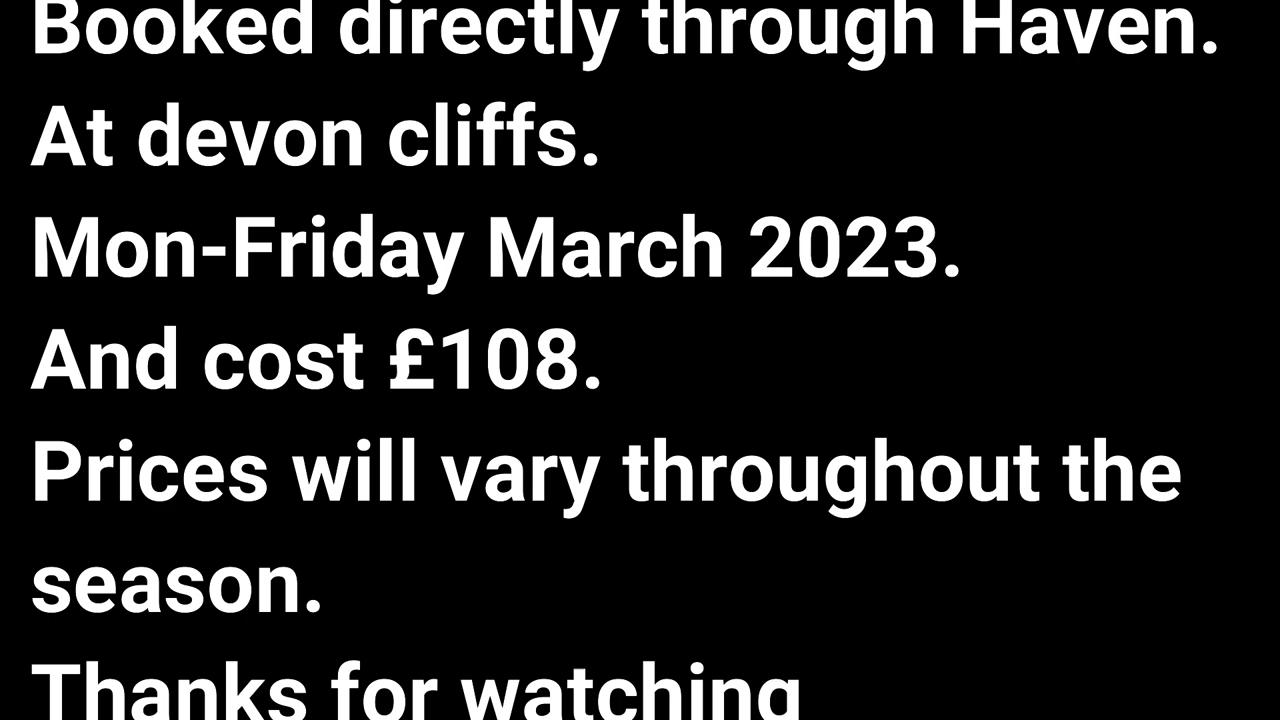 Booked directly through Haven.
At devon cliffs.
Mon-Friday March 2023.
And cost £108.
Prices will vary throughout the
season.
Thanks for watching